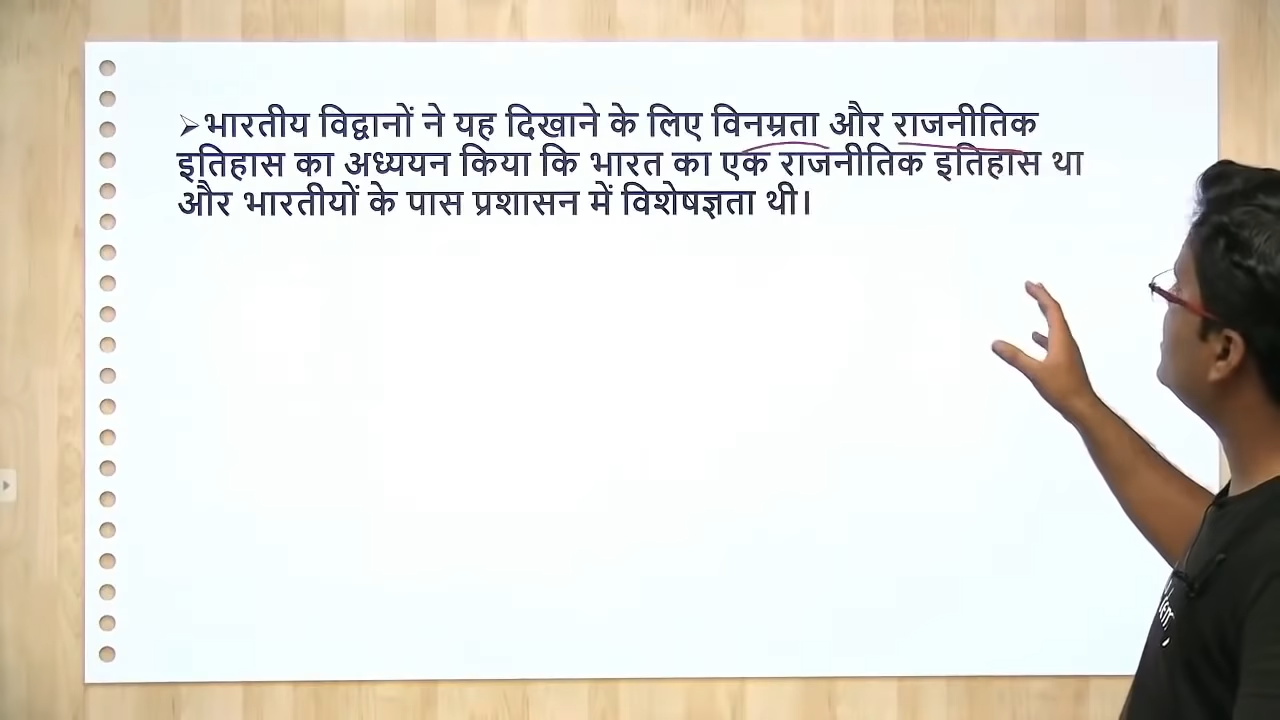 ➢भारतीय विद्वानों ने यह दिखाने के लिए विनम्रता और राजनीतिक
इतिहास का अध्ययन किया कि भारत का एक राजनीतिक इतिहास था
और भारतीयों के पास प्रशासन में विशेषज्ञता थी।